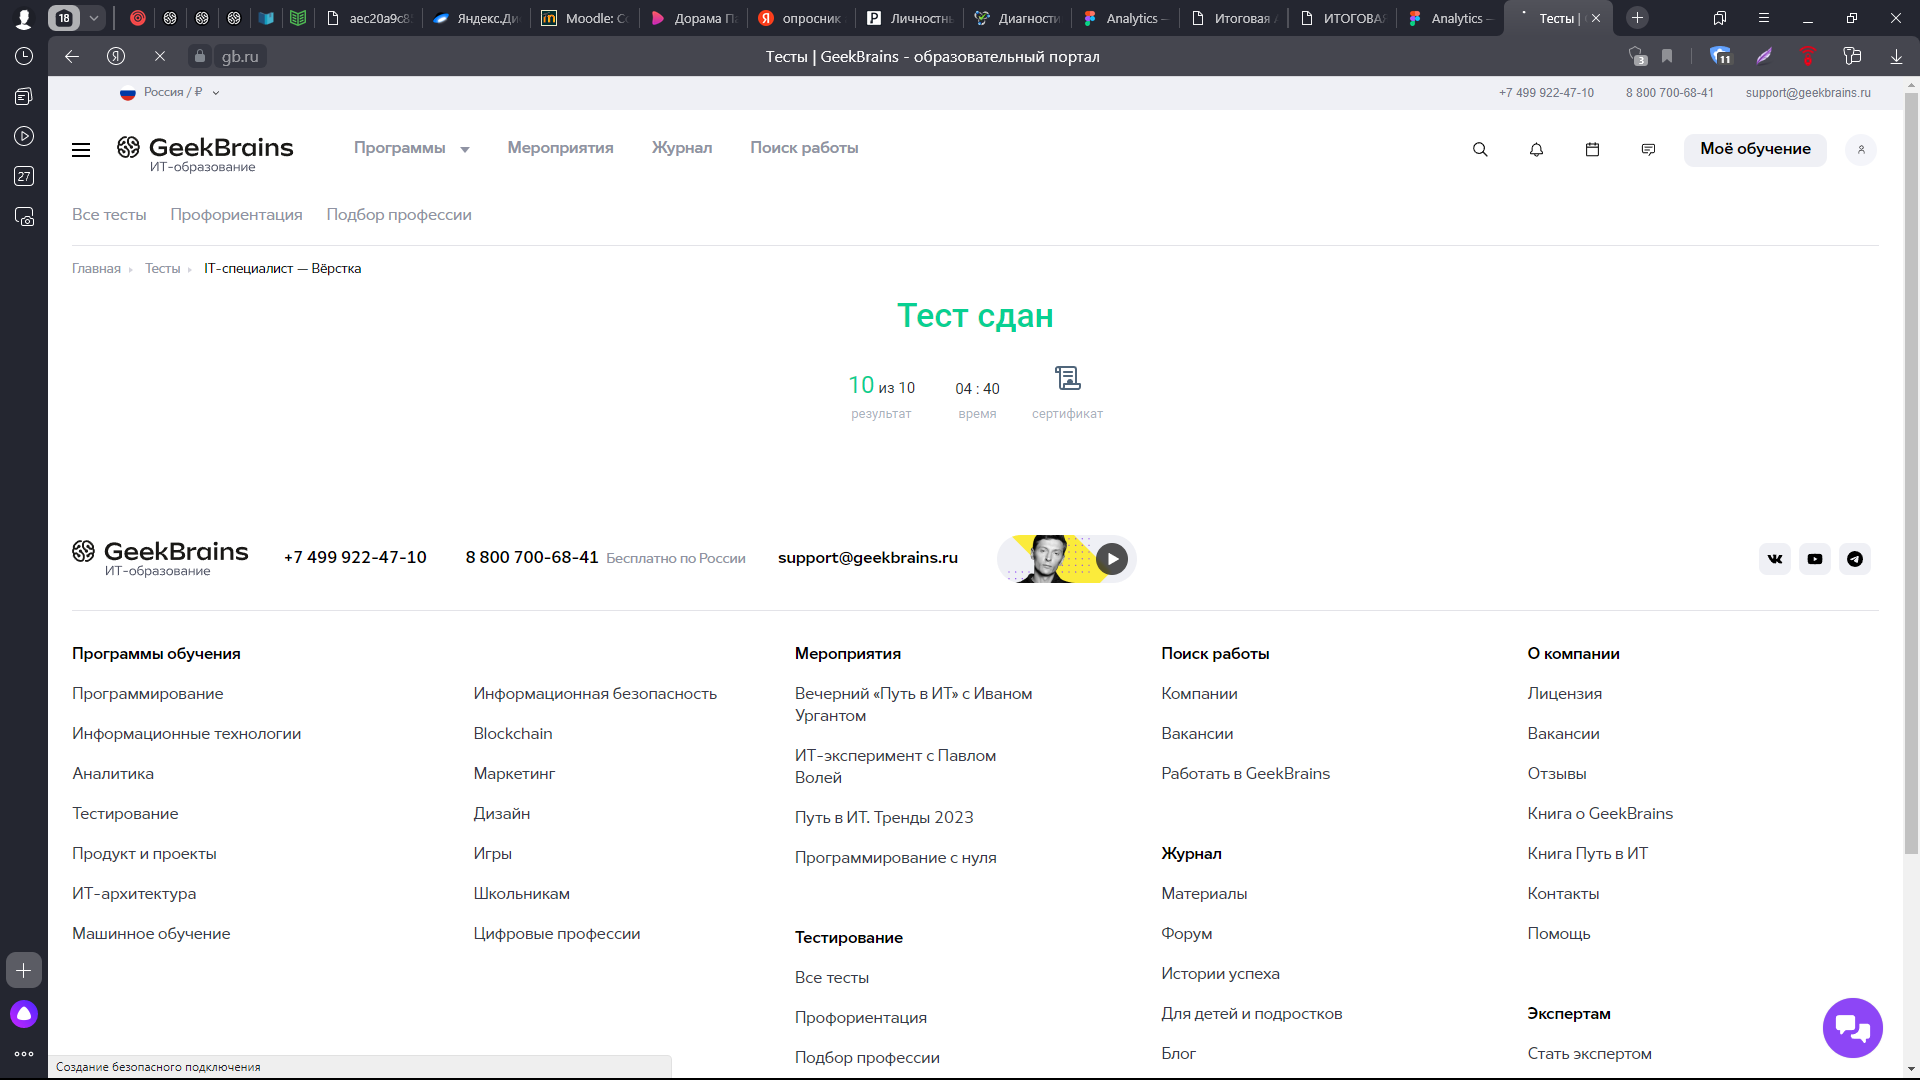 18
aec20a9c8
Яндекс.Ди
Moodle: Co
Дорама П
опросник
Личность
Диагности
Analytics —
Итоговая
ИТОГОВА
Analytics —
Тесты |
gb.ru
Тесты | GeekBrains - образовательный портал
3
11
27
Россия / ₽
+7 499 922-47-10
8 800 700-68-41
support@geekbrains.ru
GeekBrains
ИТ-образование
Программы
Мероприятия
Журнал
Поиск работы
Моё обучение
Все тесты
Профориентация
Подбор профессии
Главная
Тесты
IT-специалист — Вёрстка
Тест сдан
10 из 10
04 : 40
результат
время
сертификат
GeekBrains
ИТ-образование
+7 499 922-47-10
8 800 700-68-41 Бесплатно по России
support@geekbrains.ru
Программы обучения
Программирование
Информационные технологии
Аналитика
Тестирование
Продукт и проекты
ИТ-архитектура
Машинное обучение
Информационная безопасность
Blockchain
Маркетинг
Дизайн
Игры
Школьникам
Цифровые профессии
Мероприятия
Вечерний «Путь в ИТ» с Иваном
Ургантом
ИТ-эксперимент с Павлом
Волей
Путь в ИТ. Тренды 2023
Программирование с нуля
Тестирование
Все тесты
Профориентация
Подбор профессии
Поиск работы
Компании
Вакансии
Работать в GeekBrains
Журнал
Материалы
Форум
Истории успеха
Для детей и подростков
Блог
О компании
Лицензия
Вакансии
Отзывы
Книга о GeekBrains
Книга Путь в ИТ
Контакты
Помощь
Экспертам
Стать экспертом
Создание безопасного подключения